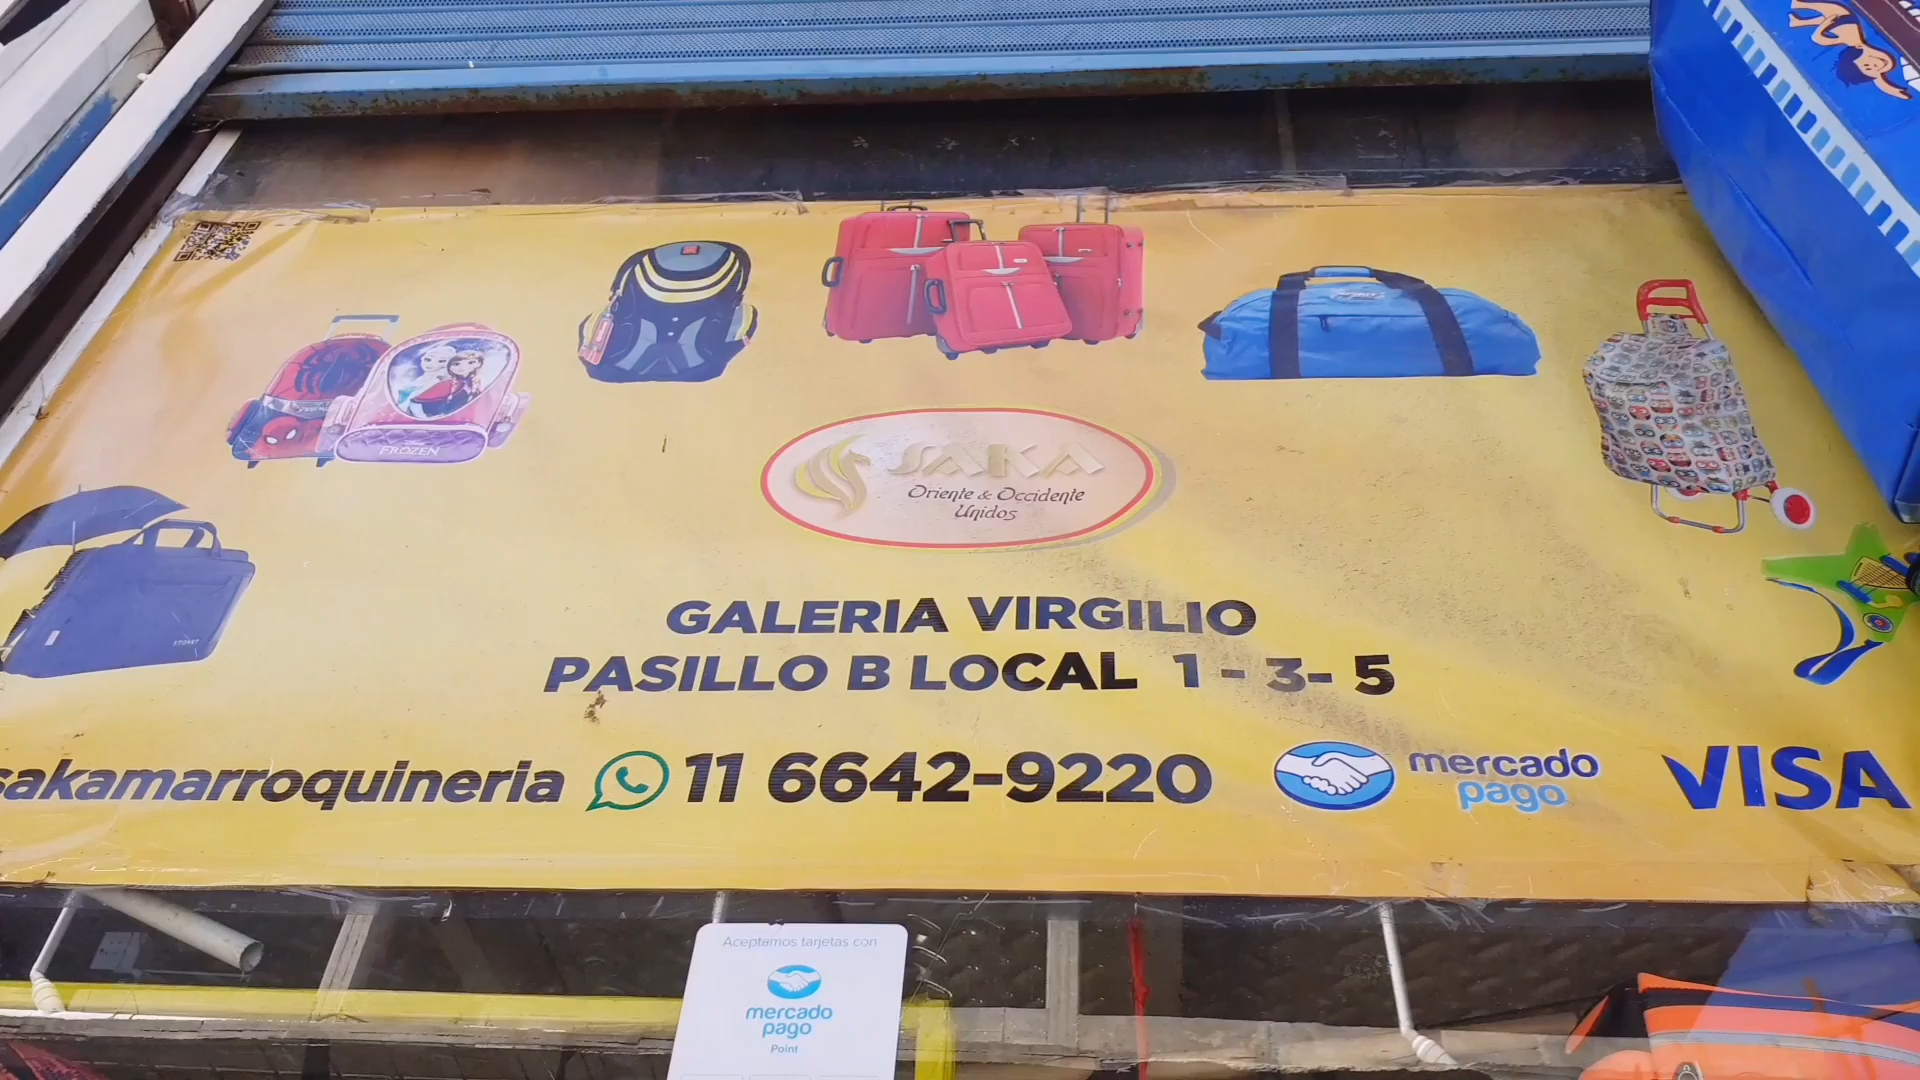 FROZEN
SAKA
Oriente & Occidente
Unidos
GALERIA VIRGILIO
PASILLO B LOCAL 1 - 3- 5
sakamarroquineria 11 6642-9220 mercado pago VISA
Aceptamos tarjetas con
mercado
pago
Point